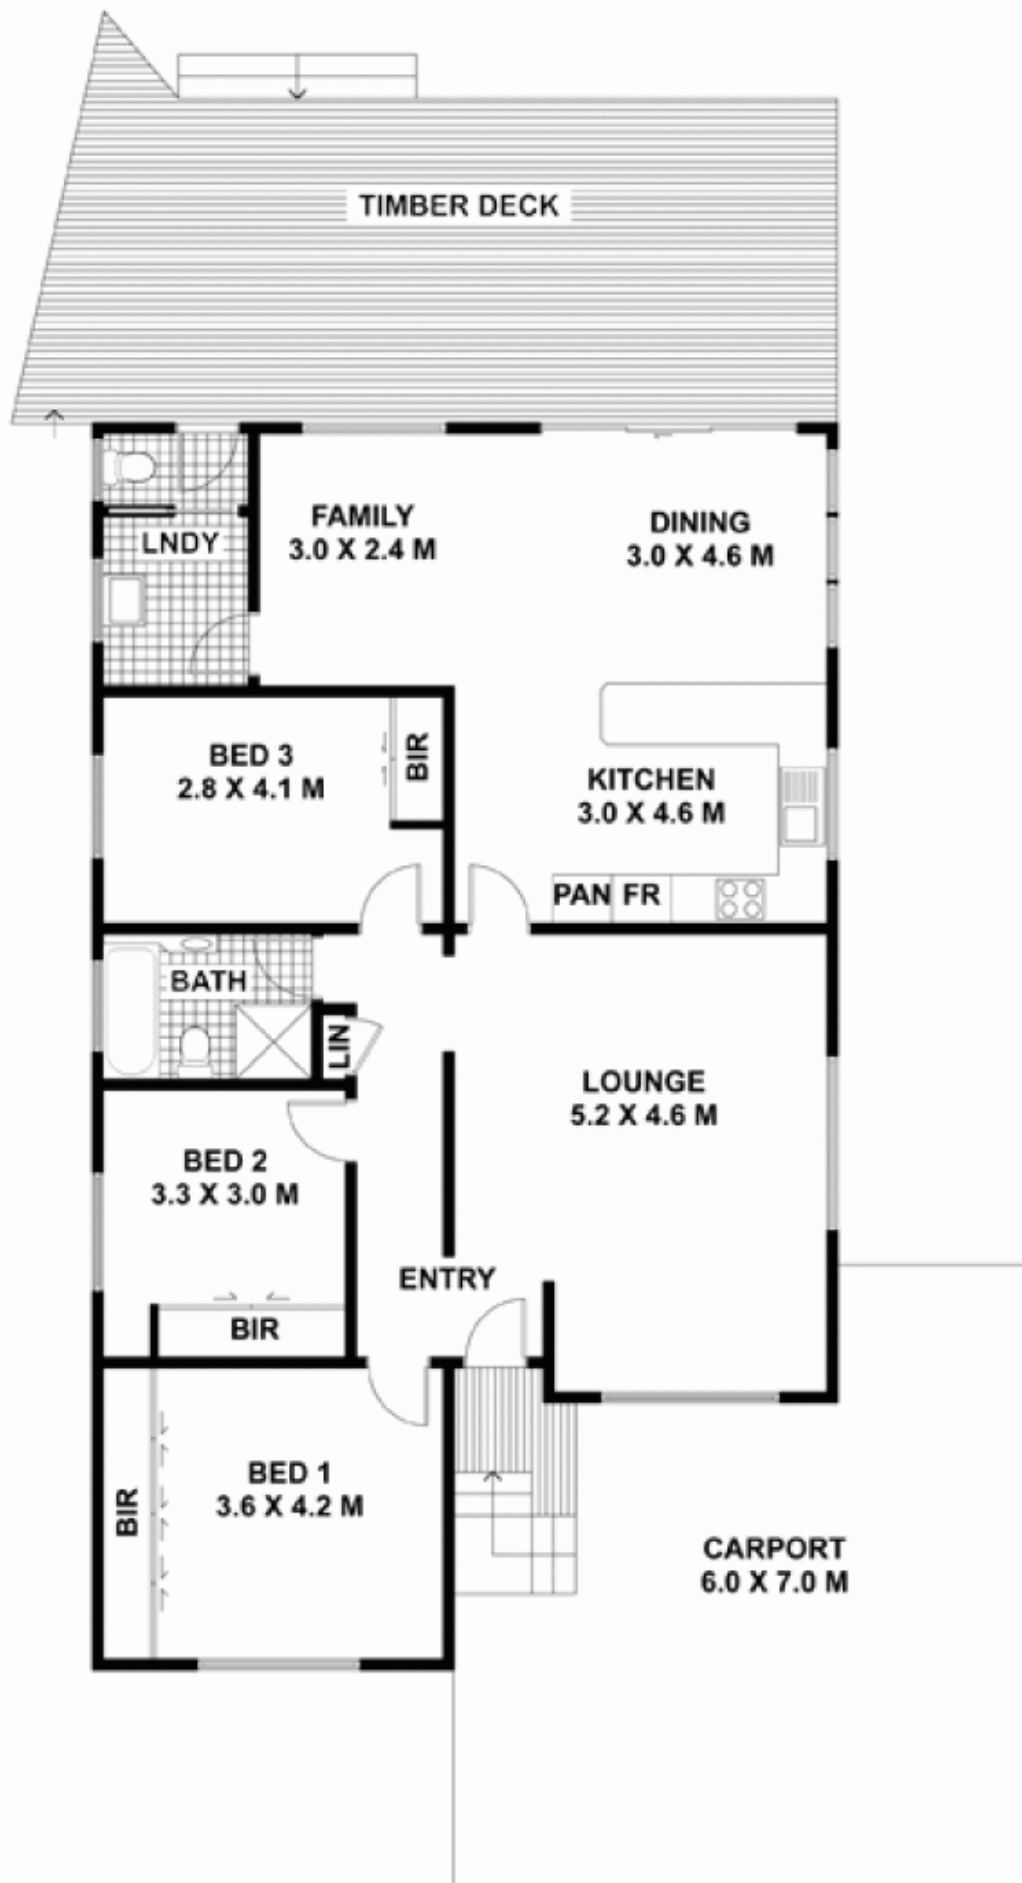 TIMBER DECK
FAMILY
3.0 X 2.4 M
DINING
3.0 X 4.6 M
LNDY
BED 3
2.8 X 4.1 M
BIR
KITCHEN
3.0 X 4.6 M
PAN FR
BATH
LIN
LOUNGE
5.2 X 4.6 M
BED 2
3.3 X 3.0 M
ENTRY
BIR
BED 1
3.6 X 4.2 M
BIR
CARPORT
6.0 X 7.0 M